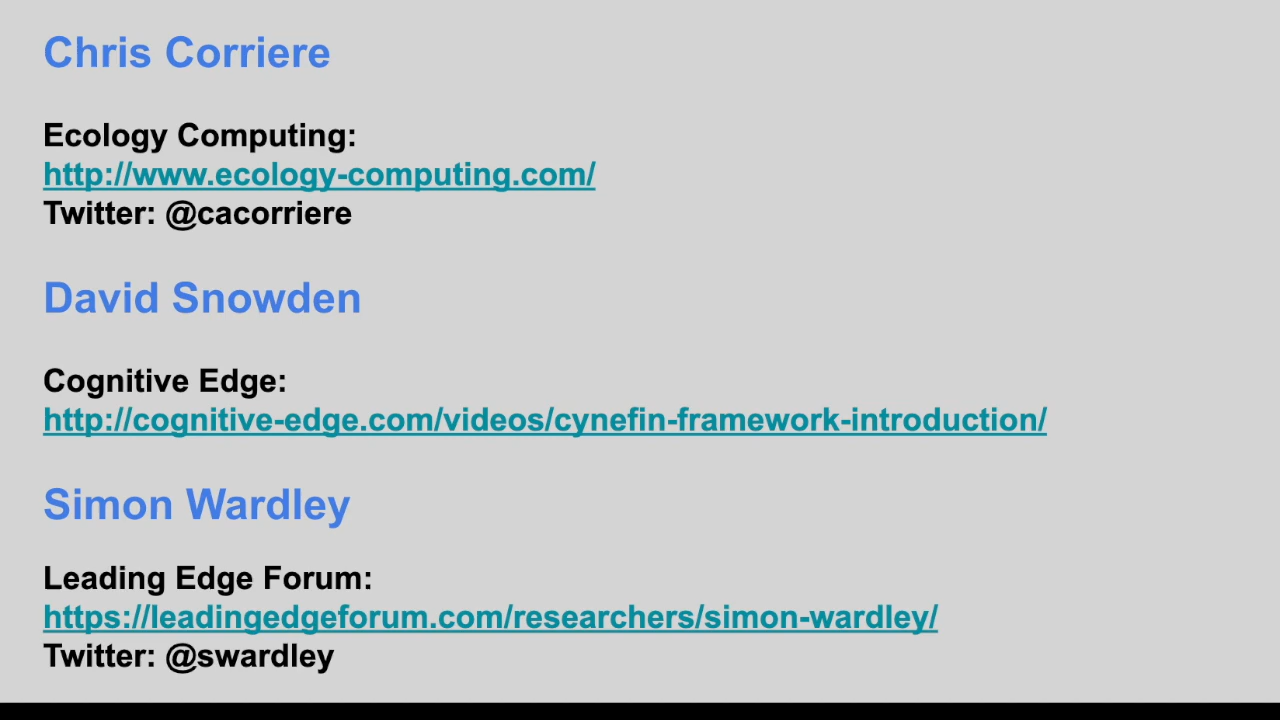 Chris Corriere
Ecology Computing:
http://www.ecology-computing.com/
Twitter: @cacorriere
David Snowden
Cognitive Edge:
http://cognitive-edge.com/videos/cynefin-framework-introduction/
Simon Wardley
Leading Edge Forum:
https://leadingedgeforum.com/researchers/simon-wardley/
Twitter: @swardley